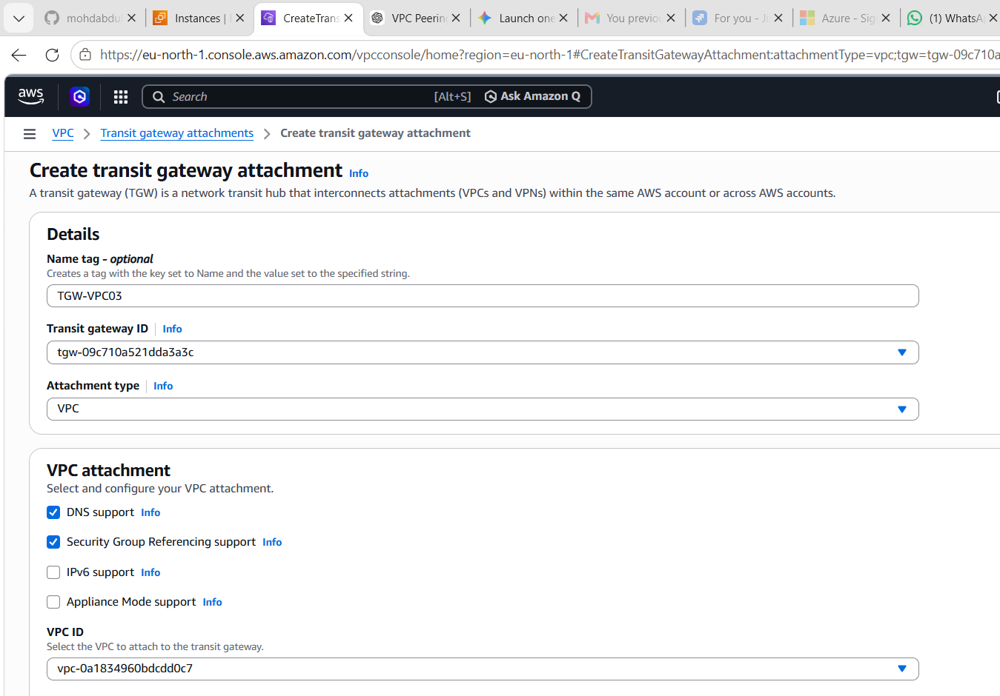 mohdabdul
Instances |
CreateTrans
VPC Peering
Launch one
You previou
For you - Ji
Azure - Sig
(1) WhatsA
https://eu-north-1.console.aws.amazon.com/vpcconsole/home?region=eu-north-1#CreateTransitGatewayAttachment:attachmentType=vpc;tgw=tgw-09c710a
aws
Search [Alt+S] Ask Amazon Q
VPC Transit gateway attachments Create transit gateway attachment
Create transit gateway attachment Info
A transit gateway (TGW) is a network transit hub that interconnects attachments (VPCs and VPNs) within the same AWS account or across AWS accounts.
Details
Name tag - optional
Creates a tag with the key set to Name and the value set to the specified string.
TGW-VPC03
Transit gateway ID Info
tgw-09c710a521dda3a3c
Attachment type Info
VPC
VPC attachment
Select and configure your VPC attachment.
DNS support Info
Security Group Referencing support Info
IPv6 support Info
Appliance Mode support Info
VPC ID
Select the VPC to attach to the transit gateway.
vpc-0a1834960bdcdd0c7